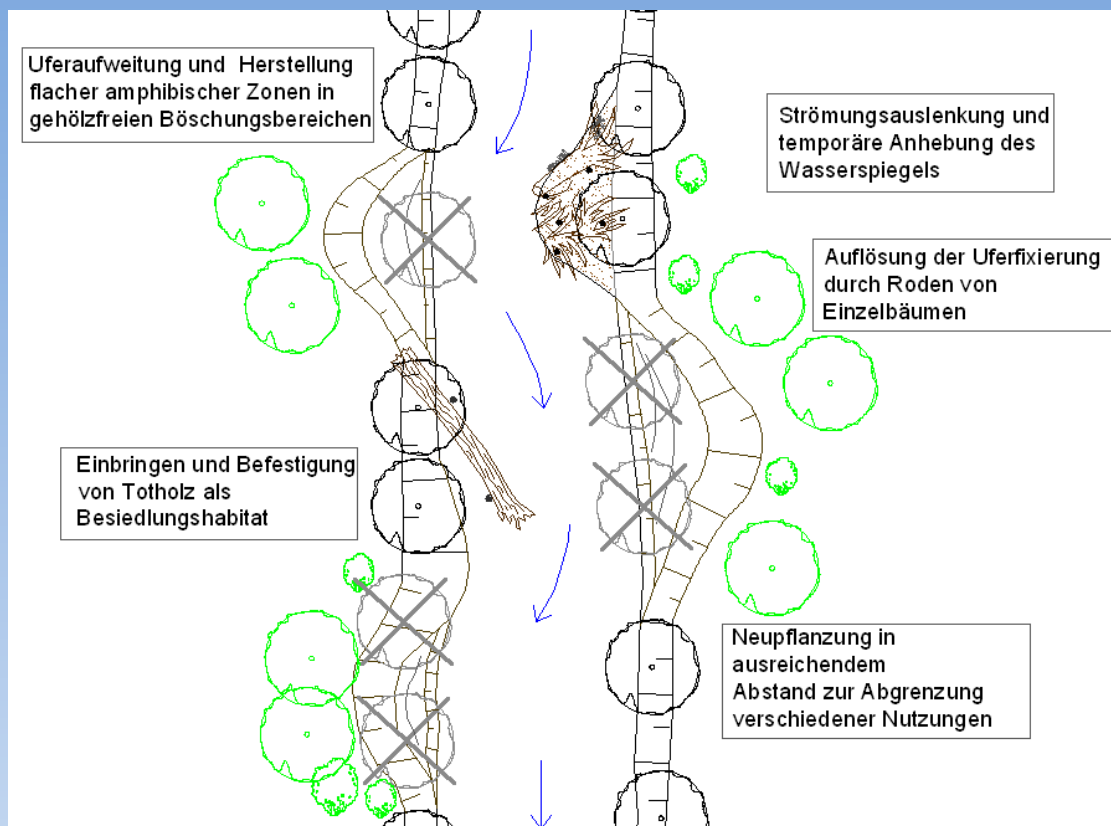 Uferaufweitung und Herstellung
flacher amphibischer Zonen in
gehölzfreien Böschungsbereichen
Strömungsauslenkung und
temporäre Anhebung des
Wasserspiegels
Auflösung der Uferfixierung
durch Roden von
Einzelbäumen
Einbringen und Befestigung
von Totholz als
Besiedlungshabitat
Neupflanzung in
ausreichendem
Abstand zur Abgrenzung
verschiedener Nutzungen